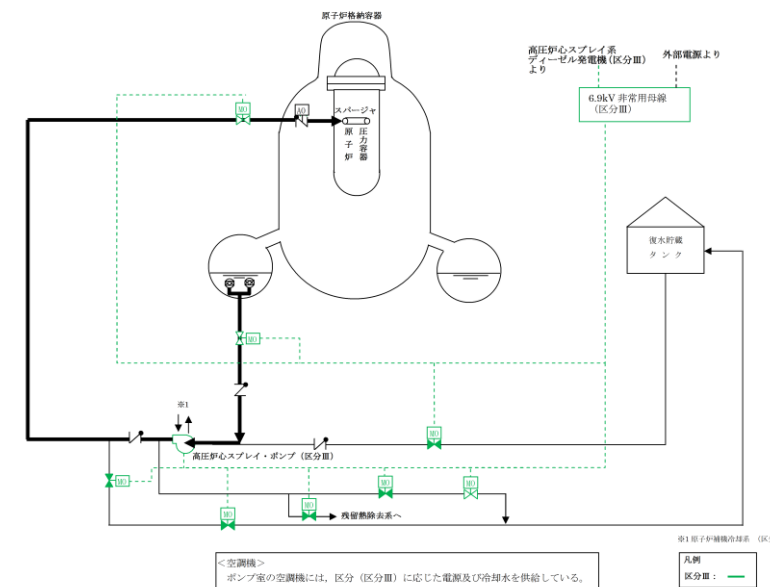 原子炉格納容器
高圧炉心スプレイ系
ディーゼル発電機(区分Ⅲ)
より
外部電源より
6.9kV 非常用母線
（区分Ⅲ）
MO
AO
スパージャ
原子炉
圧力容器
復水貯蔵
タンク
MO
※1
MO
高圧炉心スプレイ・ポンプ（区分Ⅲ）
MO
MO
MO
MO
MO
残留熱除去系へ
※1 原子炉補機冷却系 （区
＜空調機＞
ポンプ室の空調機には，区分（区分Ⅲ）に応じた電源及び冷却水を供給している。
凡例
区分Ⅲ：